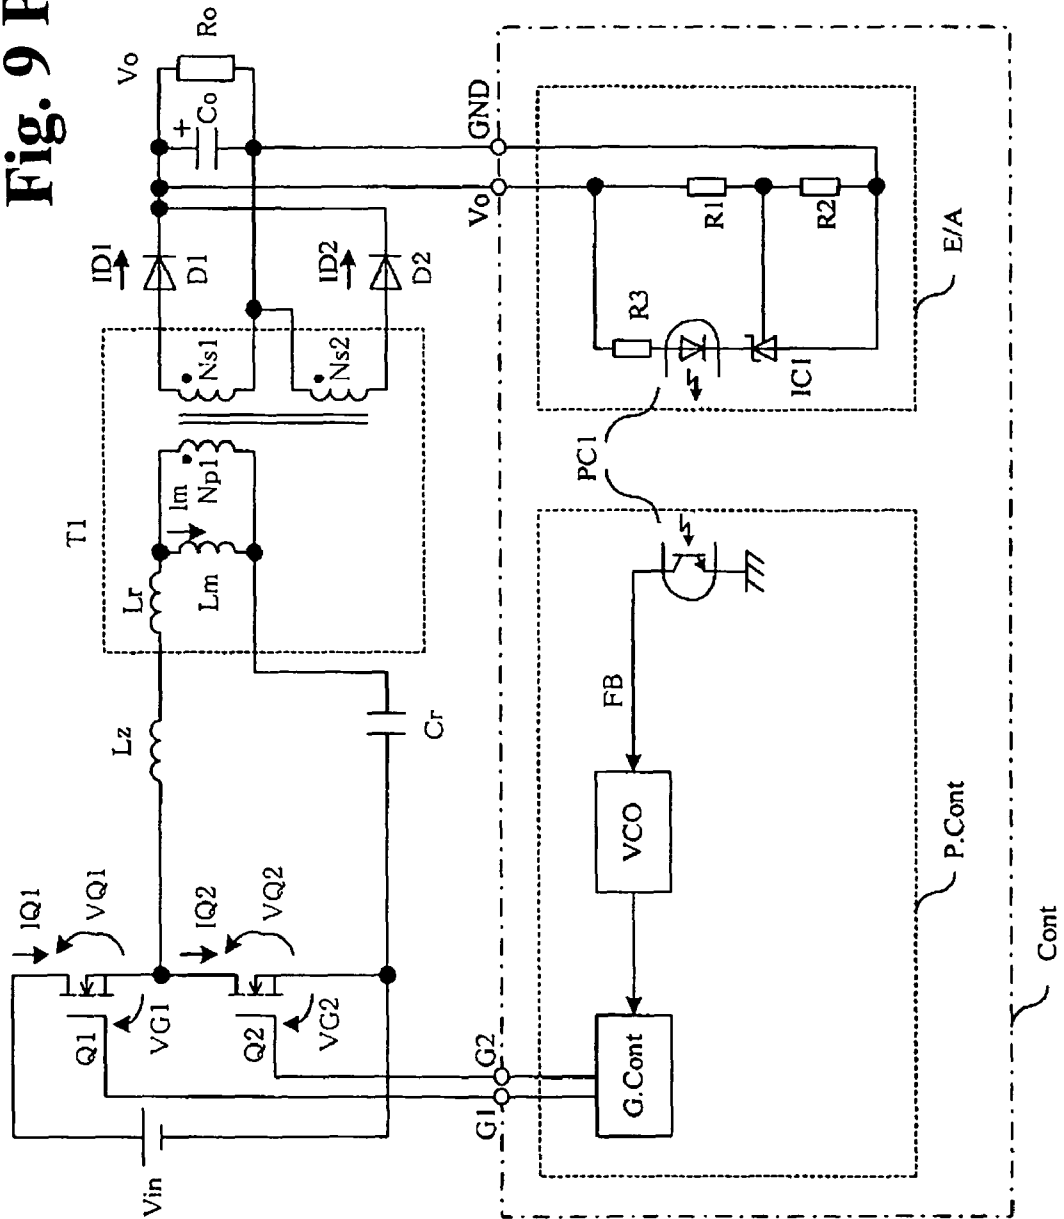 Fig. 9 P
Vo
Ro
+
Co
GND
Vo
ID1
D1
ID2
D2
R1
R2
E/A
R3
IC1
PC1
Ns1
Ns2
T1
Im
Np1
Lr
Lm
Lz
Cr
FB
VCO
P.Cont
IQ1
VQ1
IQ2
VQ2
Q1
VG1
Q2
VG2
G2
G1
G.Cont
Cont
Vin